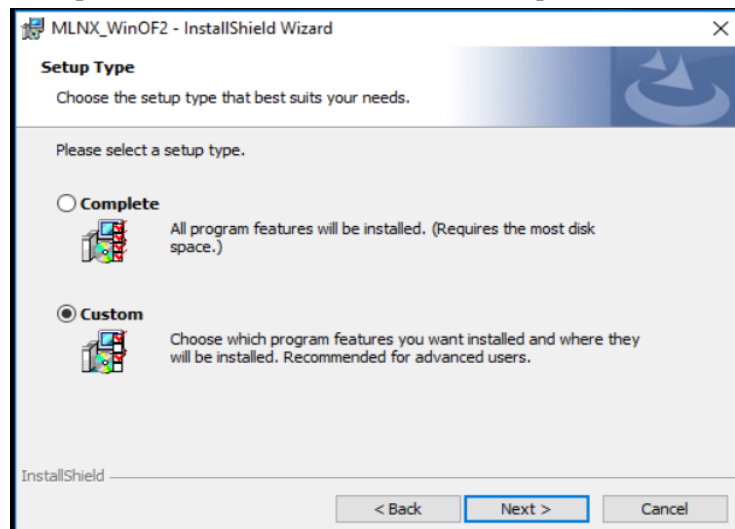 MLNX_WinOF2 - InstallShield Wizard
Setup Type
Choose the setup type that best suits your needs.
Please select a setup type.
Complete
All program features will be installed. (Requires the most disk
space.)
Custom
Choose which program features you want installed and where they
will be installed. Recommended for advanced users.
InstallShield
< Back Next > Cancel